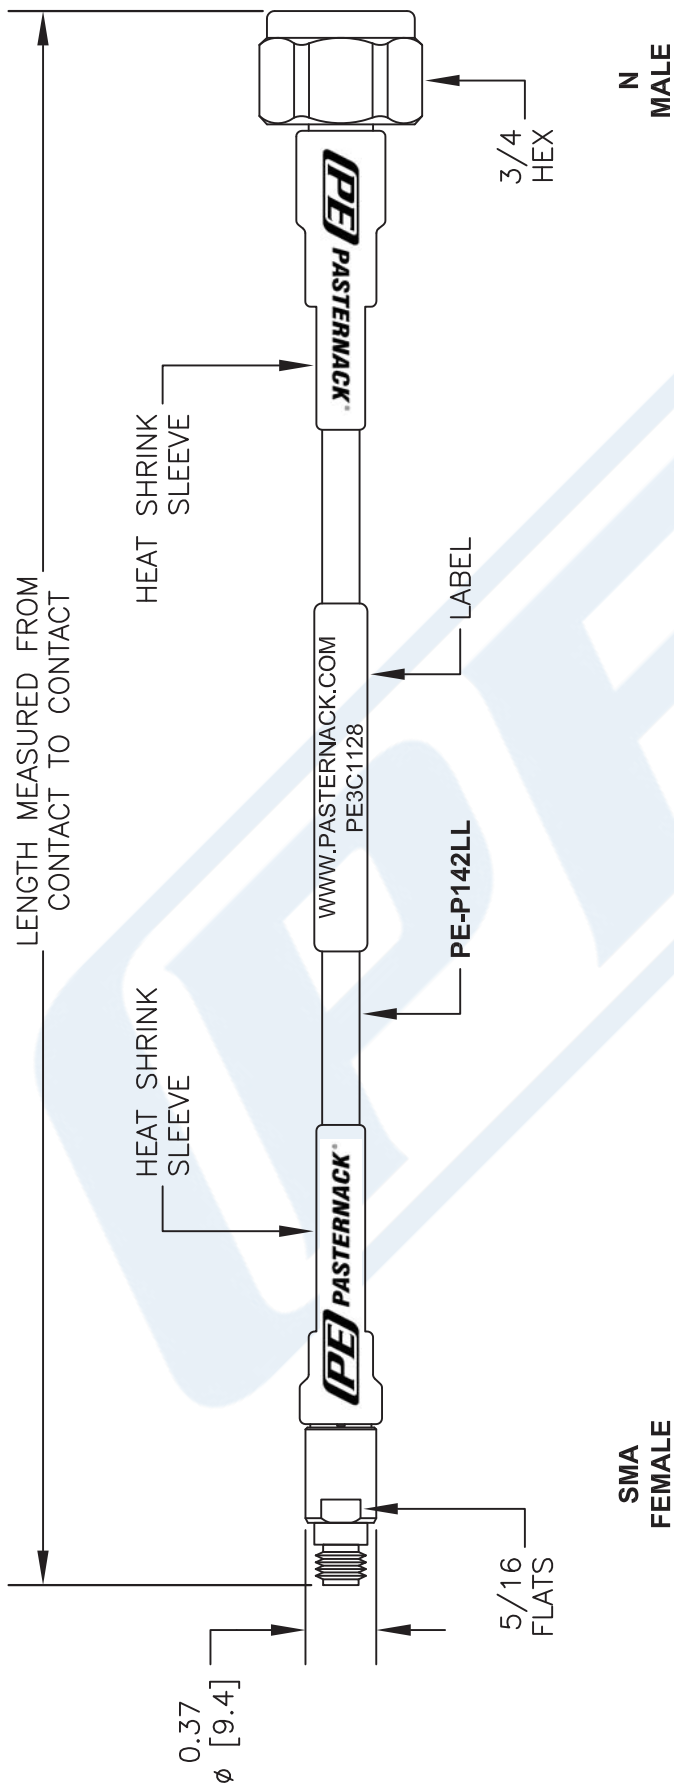 LENGTH MEASURED FROM
CONTACT TO CONTACT
HEAT SHRINK
SLEEVE
HEAT SHRINK
SLEEVE
0.37
ø [9.4]
PE PASTERNACK®
WWW.PASTERNACK.COM
PE3C1128
PE PASTERNACK®
5/16
FLATS
PE-P142LL
LABEL
3/4
HEX
SMA
FEMALE
N
MALE